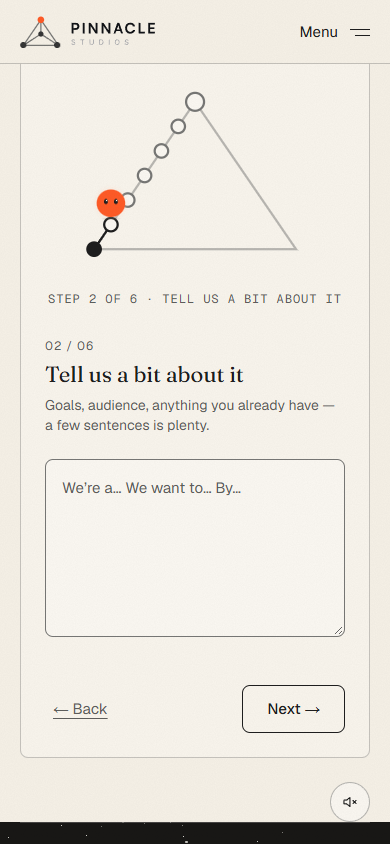 PINNACLE
STUDIOS
Menu
STEP 2 OF 6 · TELL US A BIT ABOUT IT
02 / 06
Tell us a bit about it
Goals, audience, anything you already have —
a few sentences is plenty.
We’re a… We want to… By…
← Back
Next →